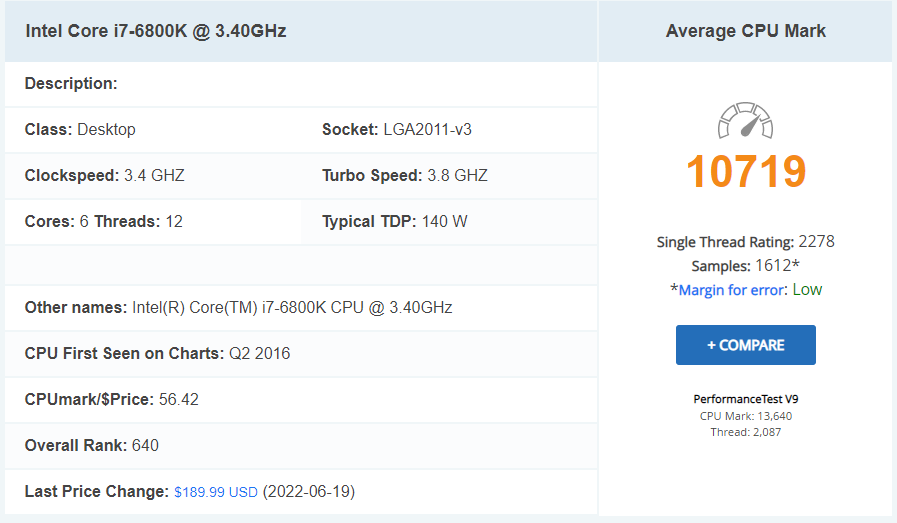 Intel Core i7-6800K @ 3.40GHz
Average CPU Mark
Description:
Class: Desktop
Socket: LGA2011-v3
Clockspeed: 3.4 GHZ
Turbo Speed: 3.8 GHZ
Cores: 6 Threads: 12
Typical TDP: 140 W
Other names: Intel(R) Core(TM) i7-6800K CPU @ 3.40GHz
CPU First Seen on Charts: Q2 2016
CPUmark/$Price: 56.42
Overall Rank: 640
Last Price Change: $189.99 USD (2022-06-19)
10719
Single Thread Rating: 2278
Samples: 1612*
*Margin for error: Low
+ COMPARE
PerformanceTest V9
CPU Mark: 13,640
Thread: 2,087